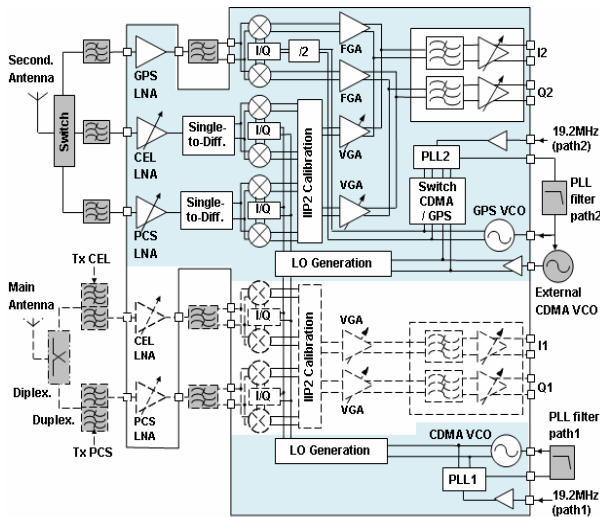 Second.
Antenna
Switch
GPS
LNA
I/Q
/2
FGA
FGA
I2
Q2
CEL
LNA
Single-
to-Diff.
I/Q
IIP2 Calibration
VGA
19.2MHz
(path2)
PLL2
PLL
filter
path2
Switch
CDMA
/ GPS
GPS VCO
PCS
LNA
Single-
to-Diff.
I/Q
VGA
LO Generation
External
CDMA VCO
Tx CEL
Main
Antenna
Diplex.
Duplex.
Tx PCS
CEL
LNA
I/Q
IIP2 Calibration
VGA
I1
Q1
PCS
LNA
I/Q
VGA
LO Generation
CDMA VCO
PLL filter
path1
PLL1
19.2MHz
(path1)